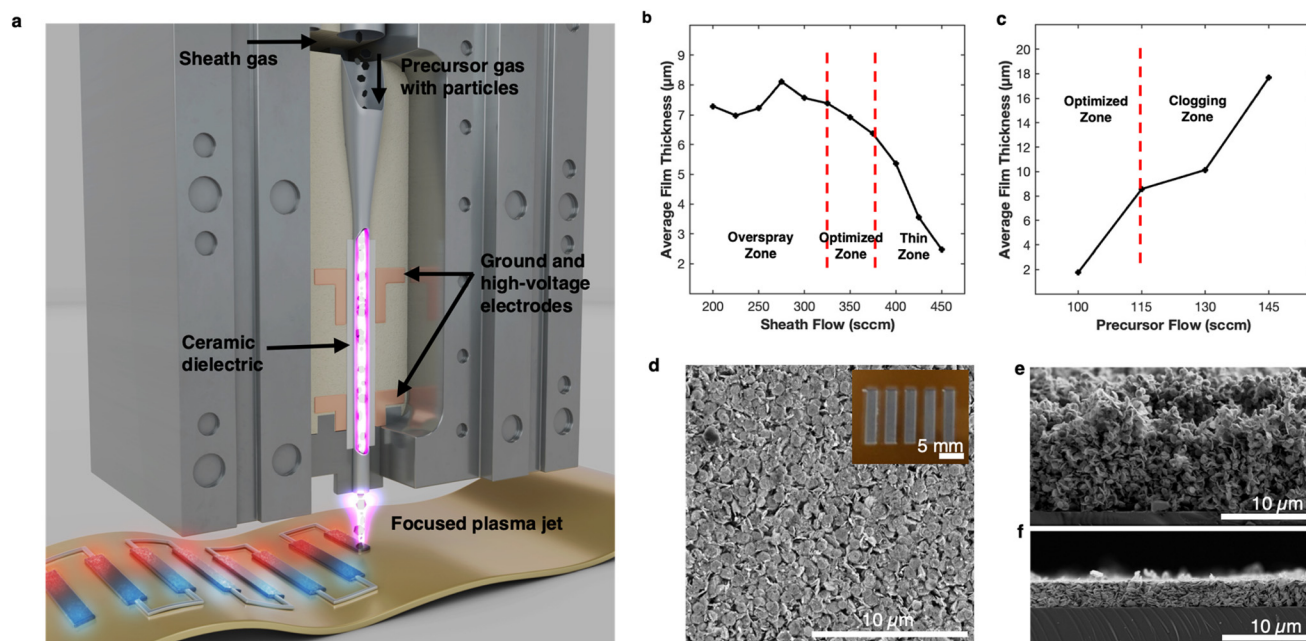 a
Sheath gas
Precursor gas
with particles
Ground and
high-voltage
electrodes
Ceramic
dielectric
Focused plasma jet
b
Average Film Thickness (µm)
9
8
7
6
5
4
3
2
Overspray
Zone
Optimized
Zone
Thin
Zone
200
250
300
350
400
450
Sheath Flow (sccm)
c
Average Film Thickness (µm)
20
18
16
14
12
10
8
6
4
2
Optimized
Zone
Clogging
Zone
100
115
130
145
Precursor Flow (sccm)
d
5 mm
10 µm
e
10 µm
f
10 µm